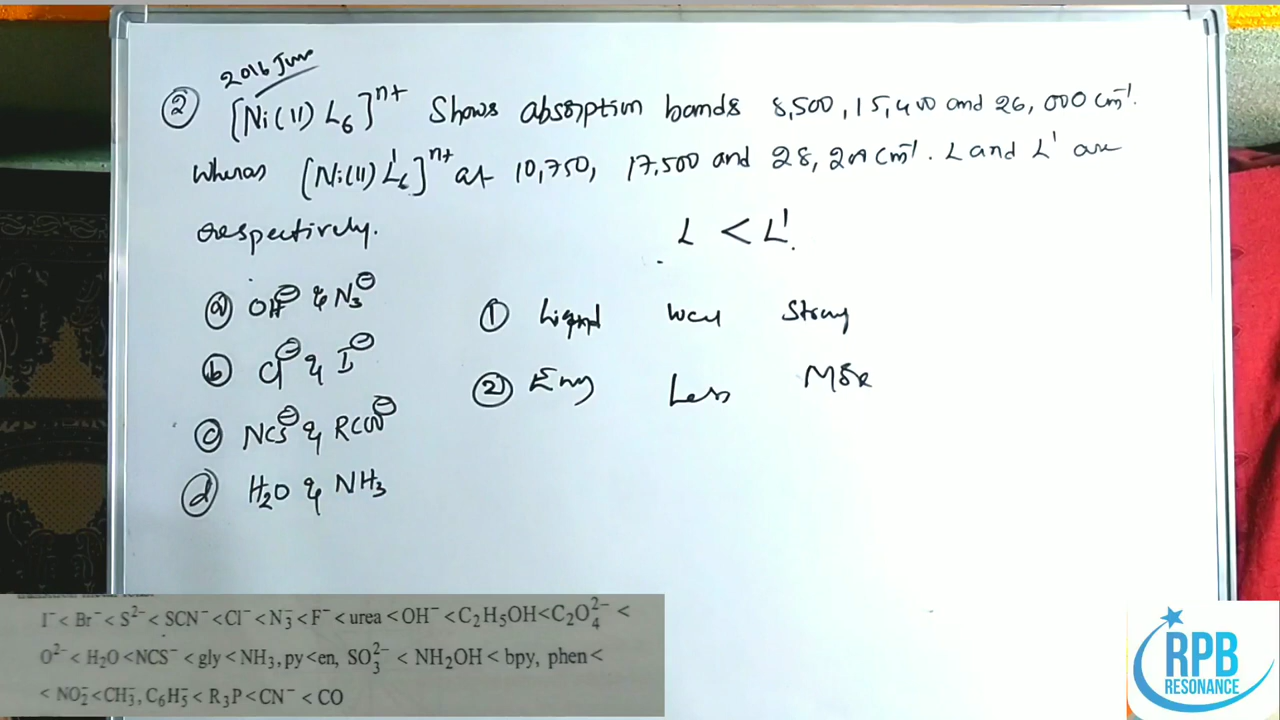 2016 June
② [Ni(II) L6]^n+ Shows absorption bands 8,500, 15,400 and 26,000 cm⁻¹.
Wheras [Ni(II) L'6]^n+ at 10,750, 17,500 and 28,200 cm⁻¹. L and L' are
respectively.
L < L'.
ⓐ OH⊖ & N3⊖
① Ligand Weak Strong
ⓑ Cl⊖ & I⊖
② Energy Less More
ⓒ NCS⊖ & RCOO⊖
ⓓ H2O & NH3
I⁻ < Br⁻ < S²⁻ < SCN⁻ < Cl⁻ < N₃⁻ < F⁻ < urea < OH⁻ < C2H5OH < C2O4²⁻ <
O²⁻ < H2O < NCS⁻ < gly < NH3, py < en, SO3²⁻ < NH2OH < bpy, phen <
< NO2⁻ < CH3⁻, C6H5⁻ < R3P < CN⁻ < CO
RPB
RESONANCE